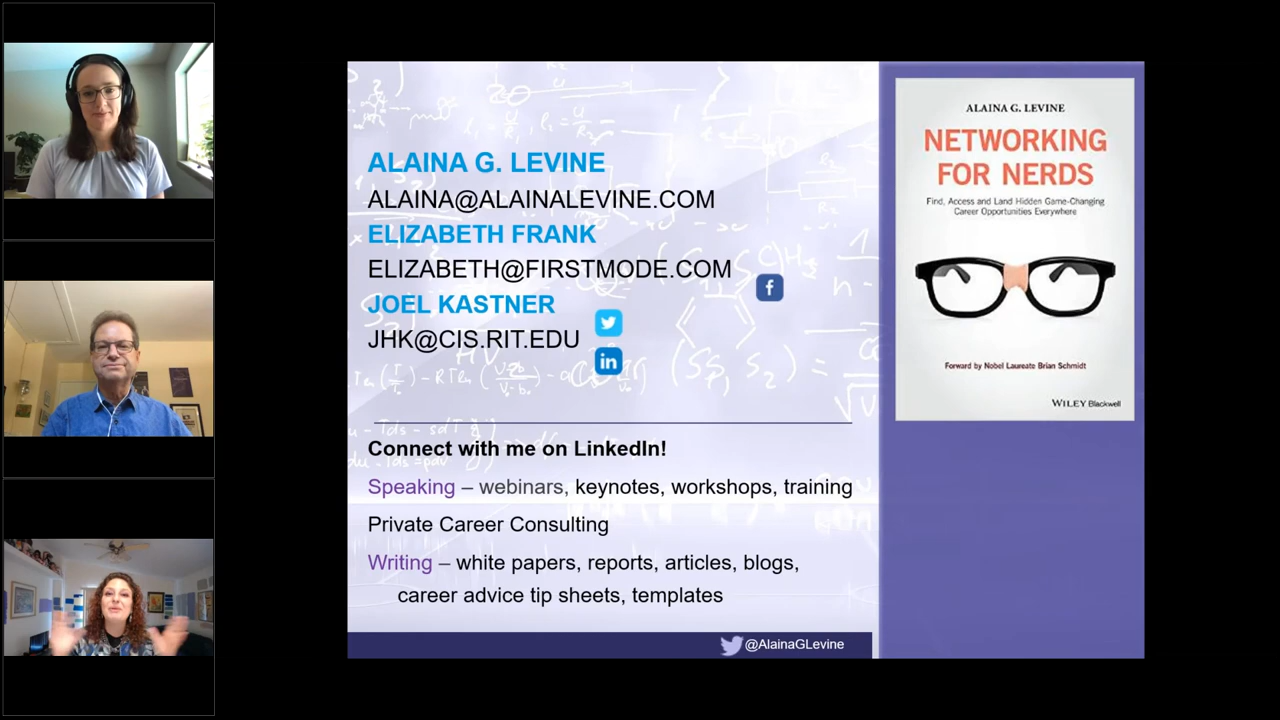 ALAINA G. LEVINE
ALAINA@ALAINALEVINE.COM
ELIZABETH FRANK
ELIZABETH@FIRSTMODE.COM
JOEL KASTNER
JHK@CIS.RIT.EDU
f
in
Connect with me on LinkedIn!
Speaking – webinars, keynotes, workshops, training
Private Career Consulting
Writing – white papers, reports, articles, blogs,
career advice tip sheets, templates
@AlainaGLevine
ALAINA G. LEVINE
NETWORKING
FOR NERDS
Find, Access and Land Hidden Game-Changing
Career Opportunities Everywhere
Forward by Nobel Laureate Brian Schmidt
WILEY Blackwell